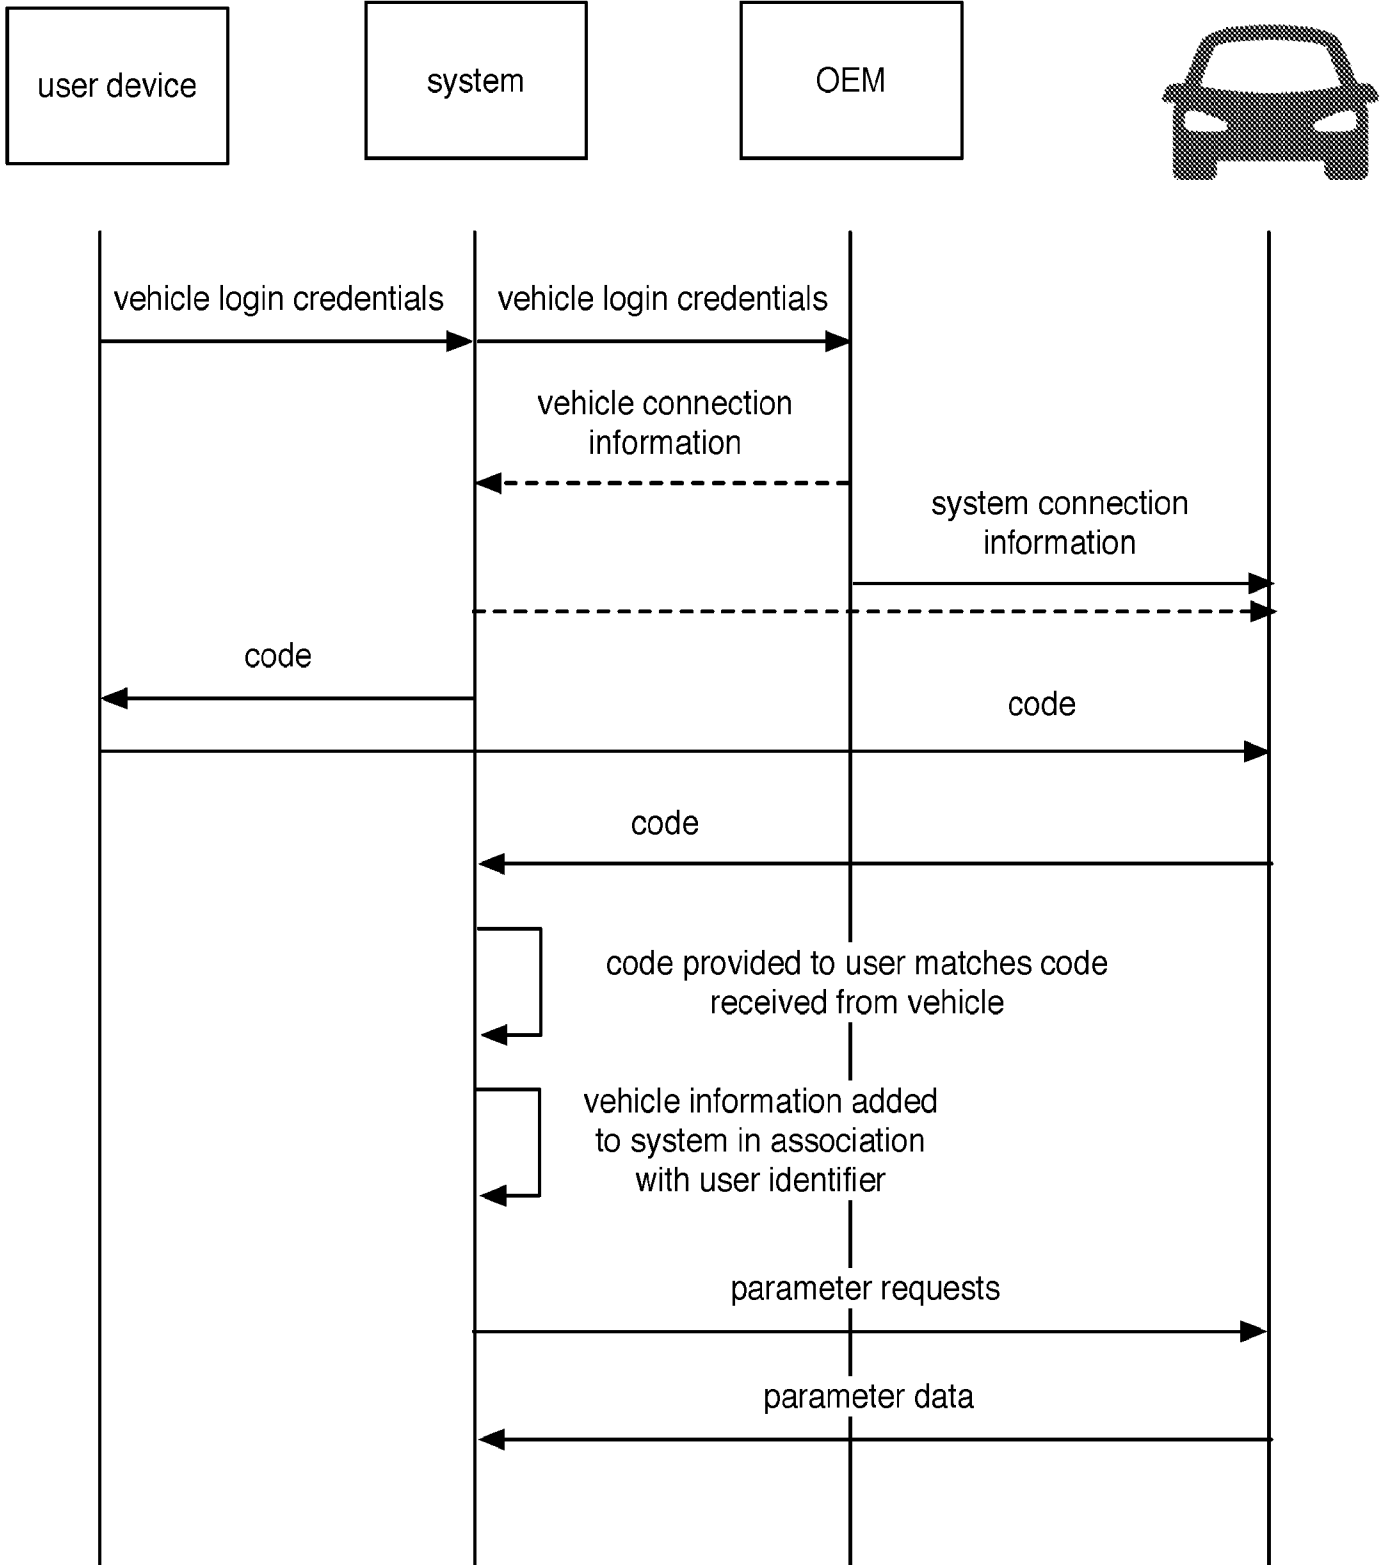 user device
system
OEM
vehicle login credentials
vehicle login credentials
vehicle connection
information
system connection
information
code
code
code
code provided to user matches code
received from vehicle
vehicle information added
to system in association
with user identifier
parameter requests
parameter data